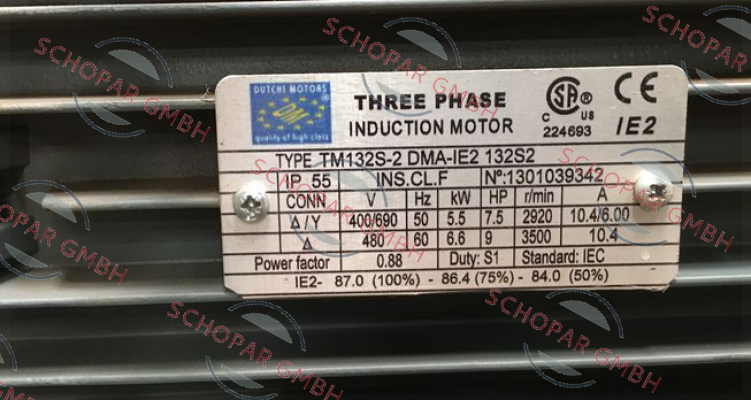 SCHOPAR GMBH
SCHOPAR GMBH
DUTCHI MOTORS
DM
quality of high class
THREE PHASE
INDUCTION MOTOR
SA
C US
224693
CE
IE2
TYPE TM132S-2 DMA-IE2 132S2
IP 55 INS.CL.F Nº:1301039342
CONN V Hz kW HP r/min A
Δ/Y 400/690 50 5.5 7.5 2920 10.4/6.00
Δ 480 60 6.6 9 3500 10.4
Power factor 0.88 Duty: S1 Standard: IEC
IE2- 87.0 (100%) - 86.4 (75%) - 84.0 (50%)
SCHOPAR GMBH
SCHOPAR GMBH
SCHOPAR GMBH